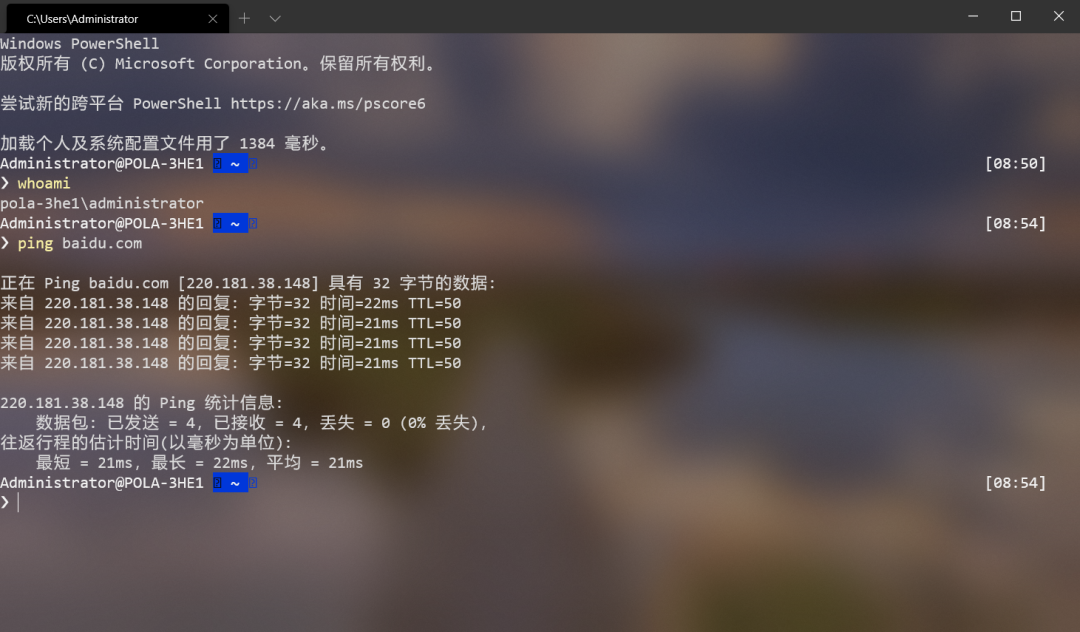 C:\Users\Administrator
Windows PowerShell
版权所有 (C) Microsoft Corporation。保留所有权利。
尝试新的跨平台 PowerShell https://aka.ms/pscore6
加载个人及系统配置文件用了 1384 毫秒。
Administrator@POLA-3HE1 ~ [08:50]
❯ whoami
pola-3he1\administrator
Administrator@POLA-3HE1 ~ [08:54]
❯ ping baidu.com
正在 Ping baidu.com [220.181.38.148] 具有 32 字节的数据:
来自 220.181.38.148 的回复: 字节=32 时间=22ms TTL=50
来自 220.181.38.148 的回复: 字节=32 时间=21ms TTL=50
来自 220.181.38.148 的回复: 字节=32 时间=21ms TTL=50
来自 220.181.38.148 的回复: 字节=32 时间=21ms TTL=50
220.181.38.148 的 Ping 统计信息:
数据包: 已发送 = 4, 已接收 = 4, 丢失 = 0 (0% 丢失),
往返行程的估计时间(以毫秒为单位):
最短 = 21ms, 最长 = 22ms, 平均 = 21ms
Administrator@POLA-3HE1 ~ [08:54]
❯